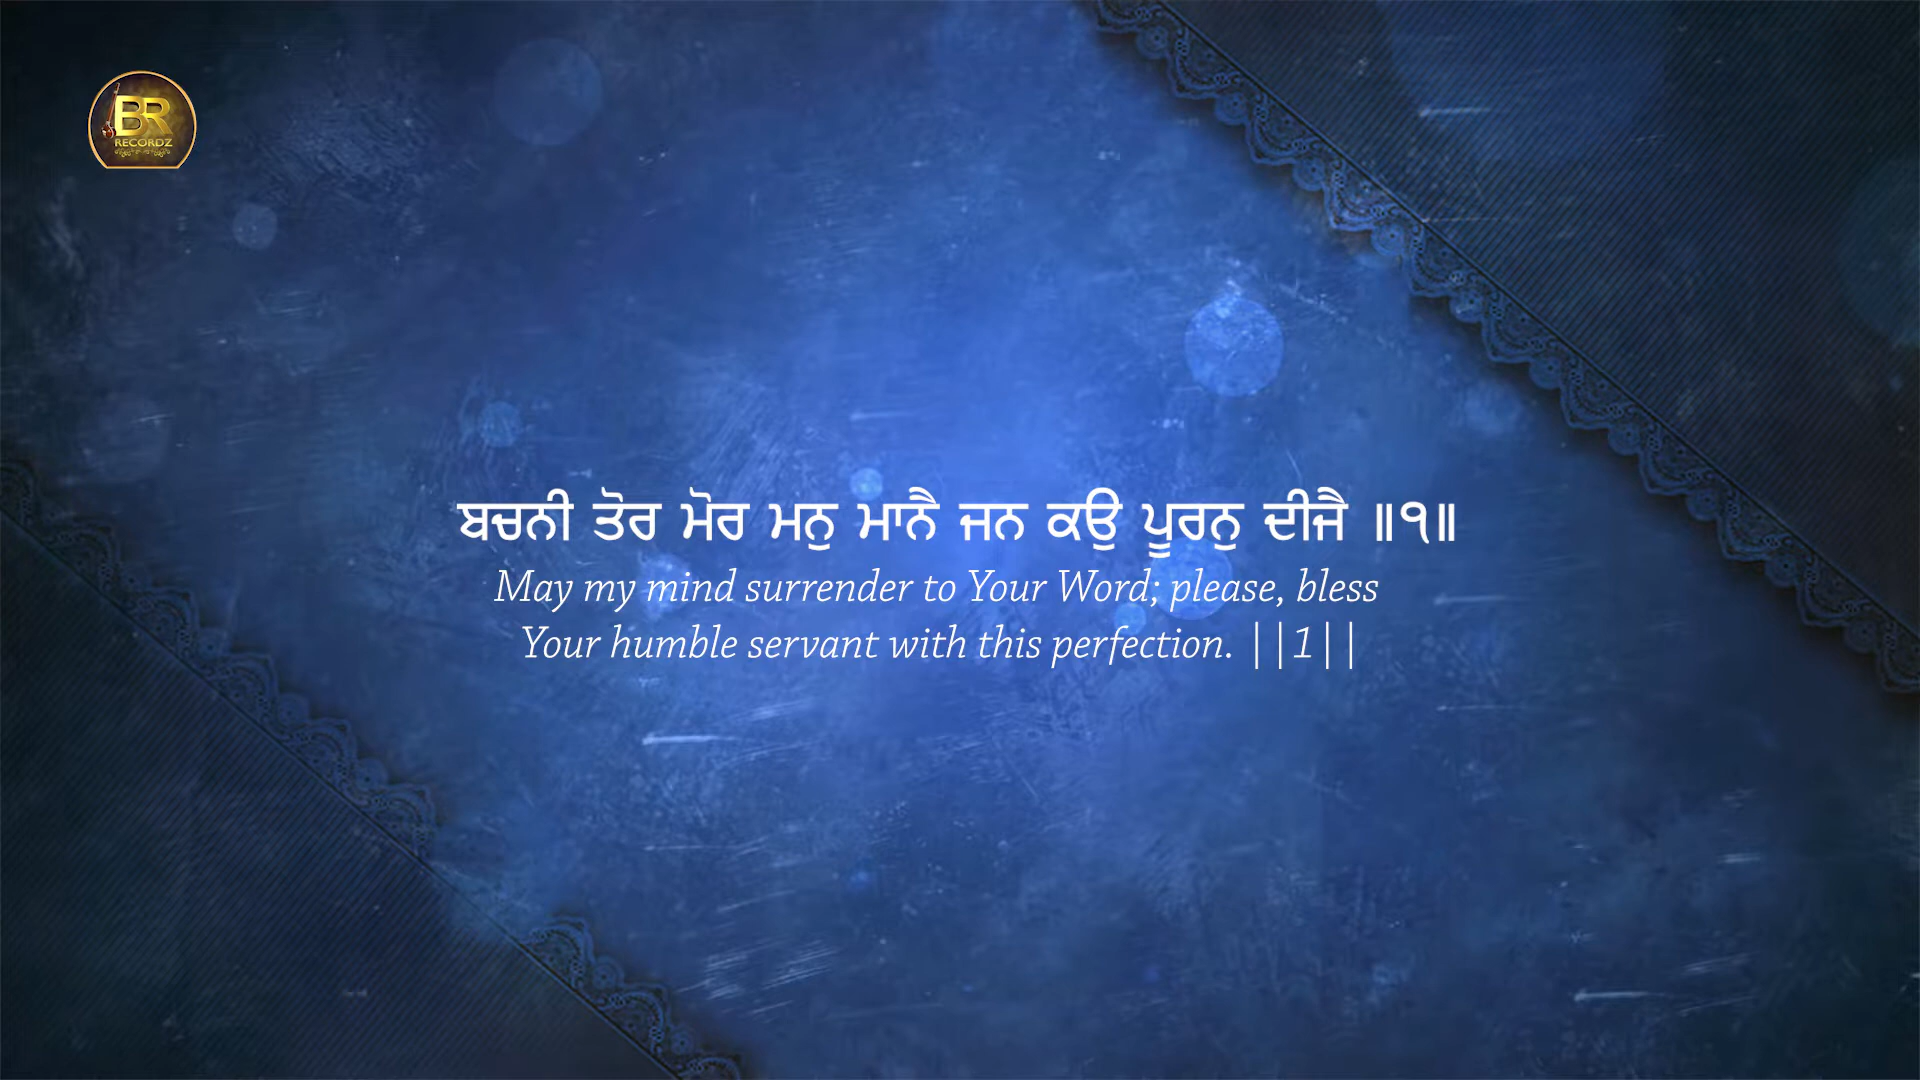 BR
RECORDZ
ਬਚਨੀ ਤੋਰ ਮੋਰ ਮਨੁ ਮਾਨੈ ਜਨ ਕਉ ਪੂਰਨੁ ਦੀਜੈ ॥੧॥
May my mind surrender to Your Word; please, bless
Your humble servant with this perfection. ||1||